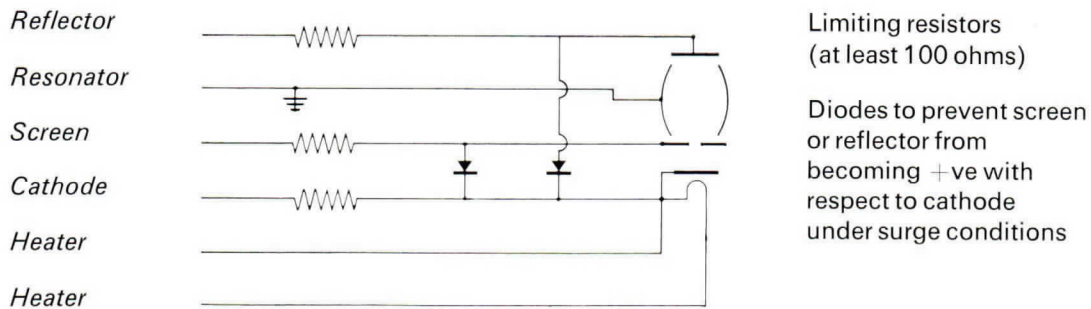 Reflector
Resonator
Screen
Cathode
Heater
Heater
Limiting resistors
(at least 100 ohms)
Diodes to prevent screen
or reflector from
becoming +ve with
respect to cathode
under surge conditions